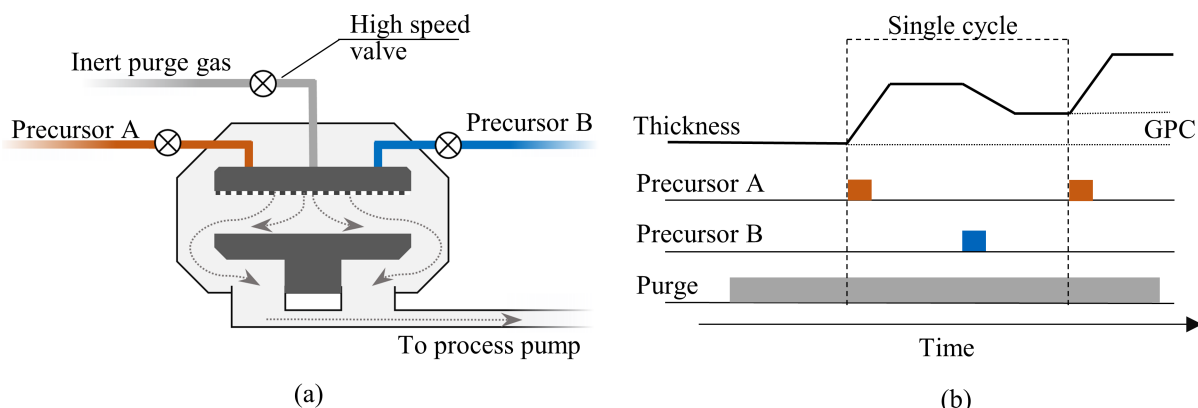 High speed
valve
Inert purge gas
Precursor A
Precursor B
To process pump
(a)
Single cycle
Thickness
GPC
Precursor A
Precursor B
Purge
Time
(b)